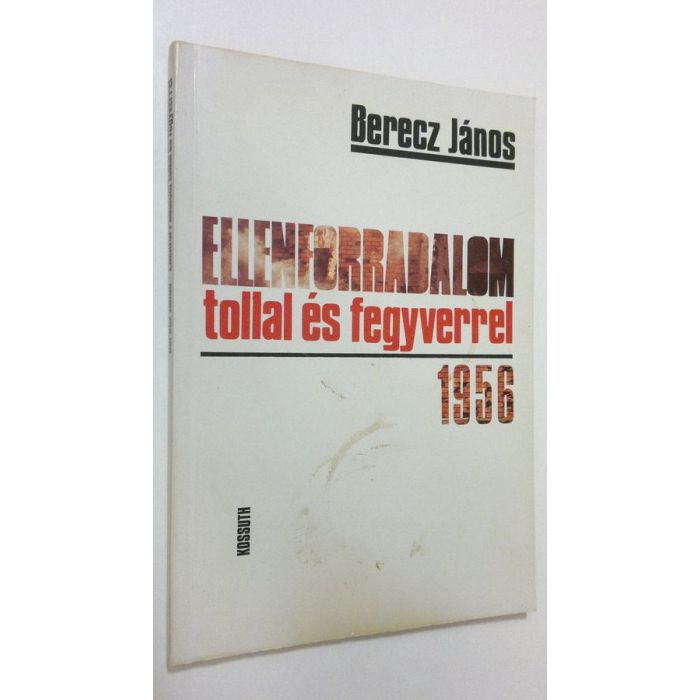 Berecz János
ELLENFORRADALOM
tollal és fegyverrel
1956
KOSSUTH